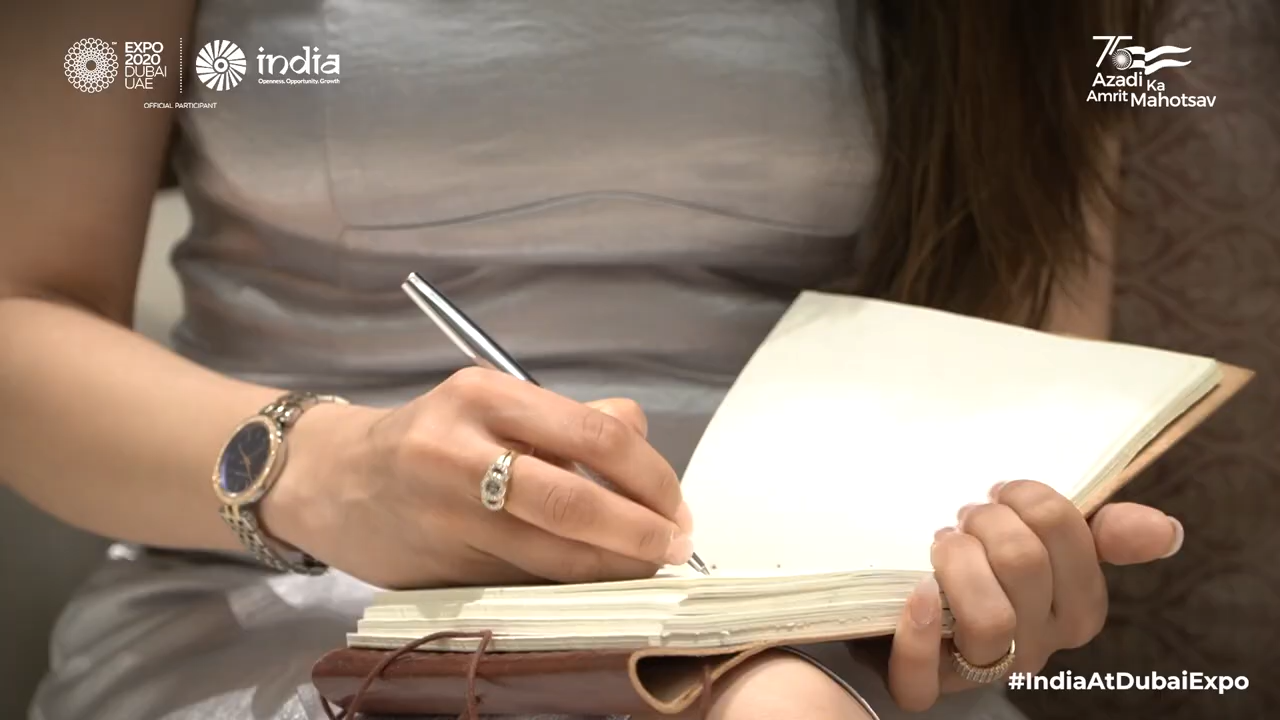 EXPO
2020
DUBAI
UAE
india
Openness. Opportunity. Growth
OFFICIAL PARTICIPANT
75
Azadi Ka
Amrit Mahotsav
#IndiaAtDubaiExpo